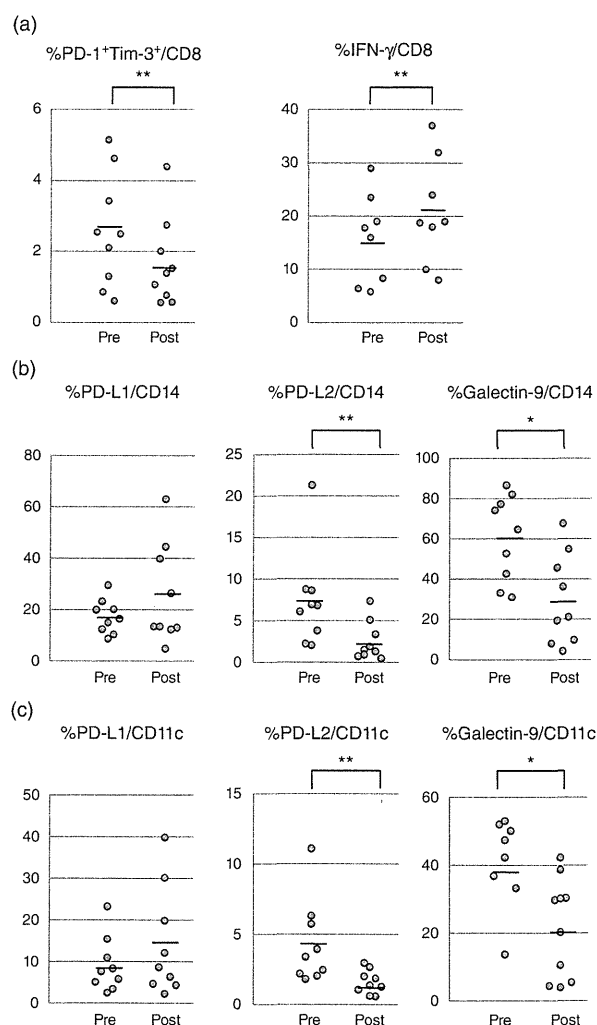 (a)
%PD-1+Tim-3+/CD8 %IFN-γ/CD8
** **
6 40
4 30
2 20
10
0 0
Pre Post Pre Post
(b)
%PD-L1/CD14 %PD-L2/CD14 %Galectin-9/CD14
** *
80 25 100
60 20 80
40 15 60
20 10 40
5 20
0 0 0
Pre Post Pre Post Pre Post
(c)
%PD-L1/CD11c %PD-L2/CD11c %Galectin-9/CD11c
** *
50 15 60
40 10 40
30
20 5 20
10
0 0 0
Pre Post Pre Post Pre Post